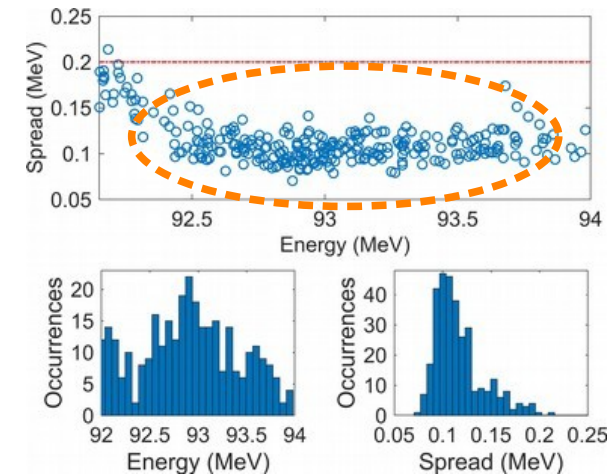 0.25
0.2
0.15
0.1
0.05
Spread (MeV)
92.5 93 93.5 94
Energy (MeV)
20
15
10
5
0
Occurrences
92 92.5 93 93.5 94
Energy (MeV)
40
30
20
10
0
Occurrences
0.05 0.1 0.15 0.2 0.25
Spread (MeV)